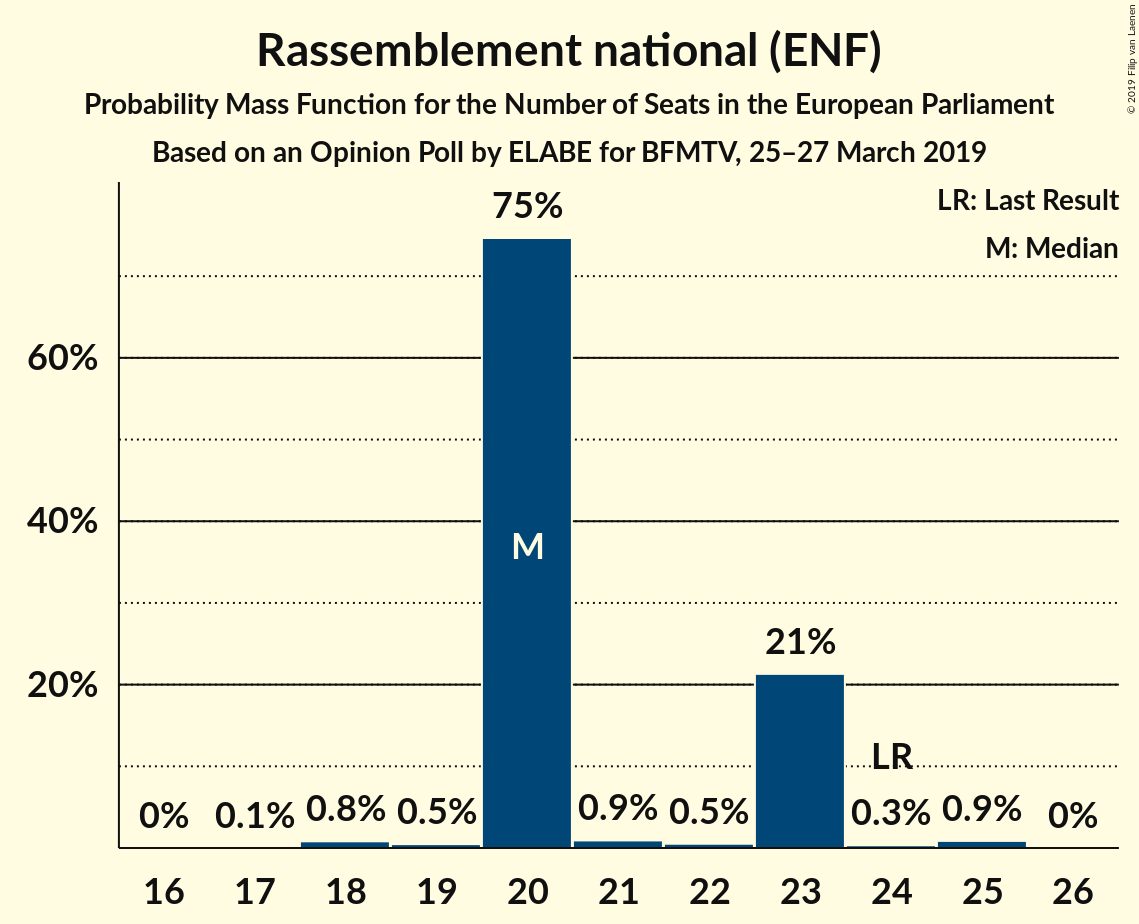 Rassemblement national (ENF)
Probability Mass Function for the Number of Seats in the European Parliament
Based on an Opinion Poll by ELABE for BFMTV, 25–27 March 2019
© 2019 Filip van Laenen
LR: Last Result
M: Median
75%
60%
40%
M
21%
20%
LR
0% 0.1% 0.8% 0.5% 0.9% 0.5% 0.3% 0.9% 0%
16 17 18 19 20 21 22 23 24 25 26